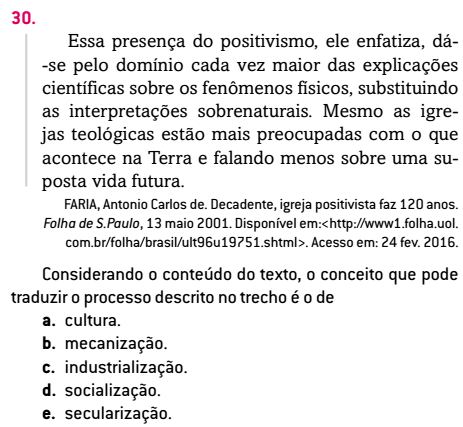 30.
Essa presença do positivismo, ele enfatiza, dá-
-se pelo domínio cada vez maior das explicações
científicas sobre os fenômenos físicos, substituindo
as interpretações sobrenaturais. Mesmo as igre-
jas teológicas estão mais preocupadas com o que
acontece na Terra e falando menos sobre uma su-
posta vida futura.
FARIA, Antonio Carlos de. Decadente, igreja positivista faz 120 anos.
Folha de S.Paulo, 13 maio 2001. Disponível em:<http://www1.folha.uol.
com.br/folha/brasil/ult96u19751.shtml>. Acesso em: 24 fev. 2016.
Considerando o conteúdo do texto, o conceito que pode
traduzir o processo descrito no trecho é o de
a. cultura.
b. mecanização.
c. industrialização.
d. socialização.
e. secularização.